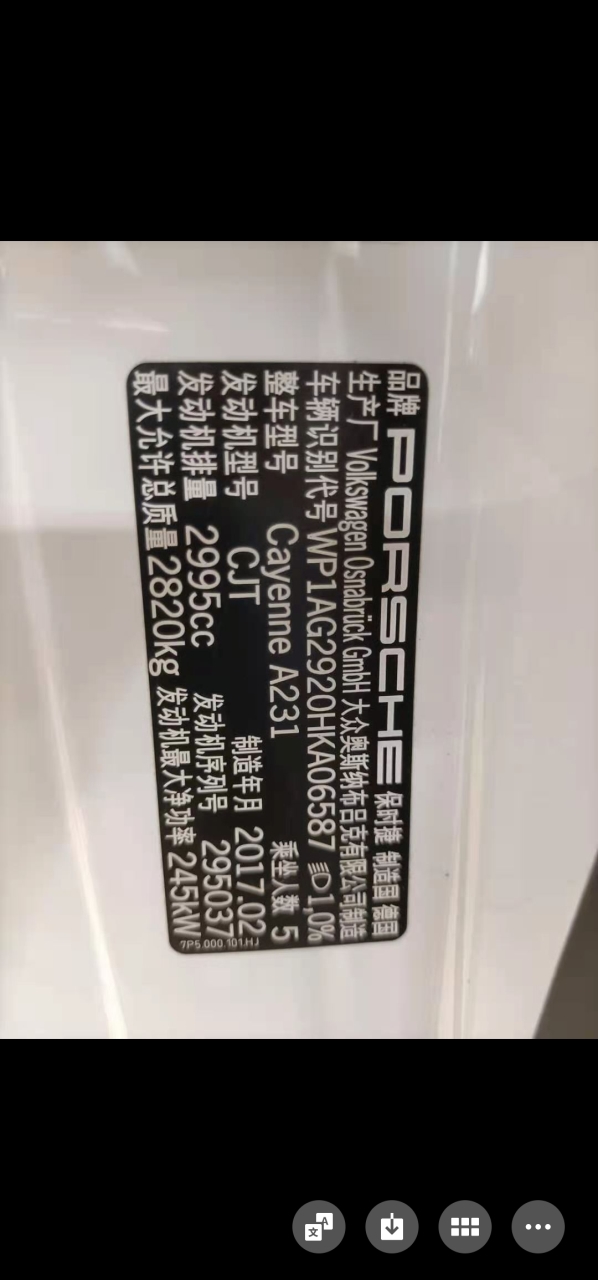 品牌 PORSCHE 保时捷 制造国 德国
生产厂 Volkswagen Osnabrück GmbH 大众奥斯纳布吕克有限公司制造
车辆识别代号 WP1AG2920HKA06587 1,0%
整车型号 Cayenne A231 乘坐人数 5
发动机型号 CJT 制造年月 2017.02
发动机排量 2995cc 发动机序列号 295037
最大允许总质量 2820kg 发动机最大净功率 245kW
7P5.000.101.HJ